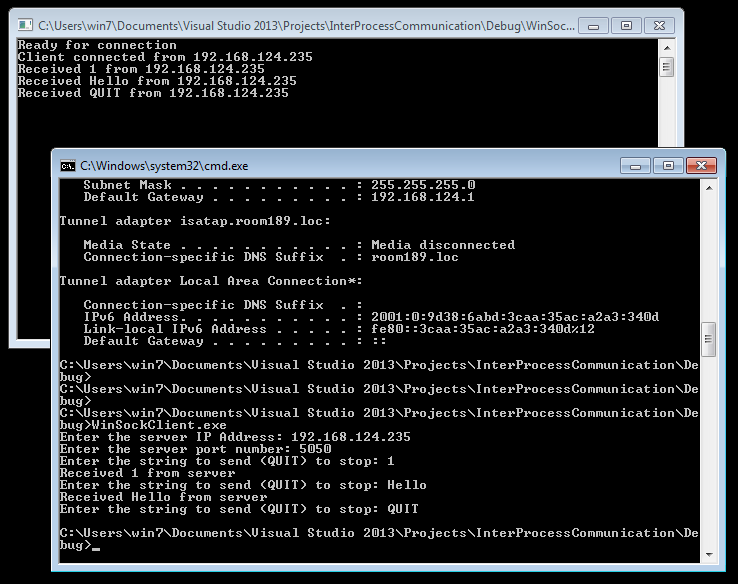 C:\Users\win7\Documents\Visual Studio 2013\Projects\InterProcessCommunication\Debug\WinSoc...
Ready for connection
Client connected from 192.168.124.235
Received 1 from 192.168.124.235
Received Hello from 192.168.124.235
Received QUIT from 192.168.124.235
C:\Windows\system32\cmd.exe
Subnet Mask . . . . . . . . . . . : 255.255.255.0
Default Gateway . . . . . . . . . : 192.168.124.1
Tunnel adapter isatap.room189.loc:
Media State . . . . . . . . . . . : Media disconnected
Connection-specific DNS Suffix  . : room189.loc
Tunnel adapter Local Area Connection*:
Connection-specific DNS Suffix  . :
IPv6 Address. . . . . . . . . . . : 2001:0:9d38:6abd:3caa:35ac:a2a3:340d
Link-local IPv6 Address . . . . . : fe80::3caa:35ac:a2a3:340d%12
Default Gateway . . . . . . . . . : ::
C:\Users\win7\Documents\Visual Studio 2013\Projects\InterProcessCommunication\De
bug>
C:\Users\win7\Documents\Visual Studio 2013\Projects\InterProcessCommunication\De
bug>
C:\Users\win7\Documents\Visual Studio 2013\Projects\InterProcessCommunication\De
bug>WinSockClient.exe
Enter the server IP Address: 192.168.124.235
Enter the server port number: 5050
Enter the string to send (QUIT) to stop: 1
Received 1 from server
Enter the string to send (QUIT) to stop: Hello
Received Hello from server
Enter the string to send (QUIT) to stop: QUIT
C:\Users\win7\Documents\Visual Studio 2013\Projects\InterProcessCommunication\De
bug>_